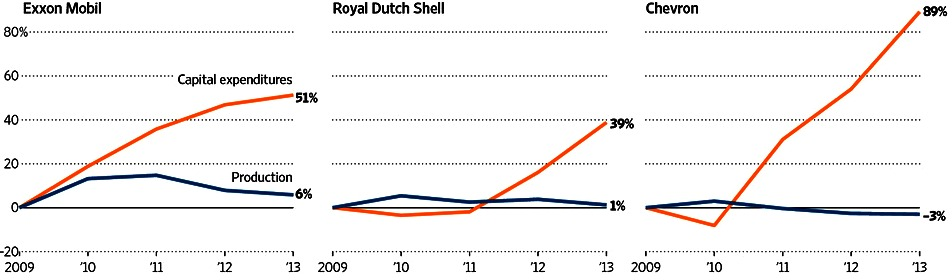 Exxon Mobil
Royal Dutch Shell
Chevron
80%
60
40
20
0
-20
Capital expenditures
51%
Production
6%
39%
1%
89%
–3%
2009 ’10 ’11 ’12 ’13
2009 ’10 ’11 ’12 ’13
2009 ’10 ’11 ’12 ’13